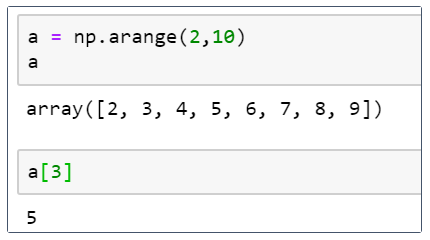 a = np.arange(2,10)
a
array([2, 3, 4, 5, 6, 7, 8, 9])
a[3]
5